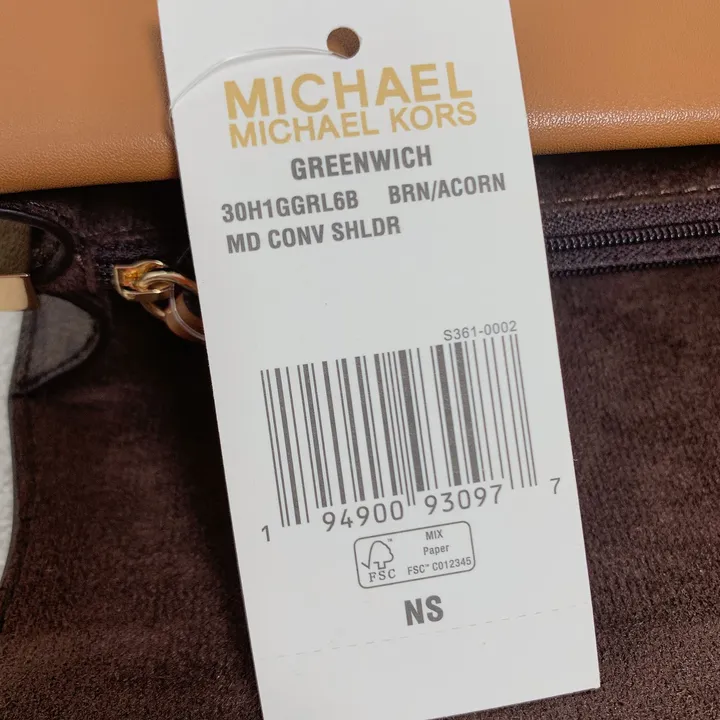 MICHAEL
MICHAEL KORS
GREENWICH
30H1GGRL6B BRN/ACORN
MD CONV SHLDR
S361-0002
1 94900 93097 7
FSC
MIX
Paper
FSC™ C012345
NS